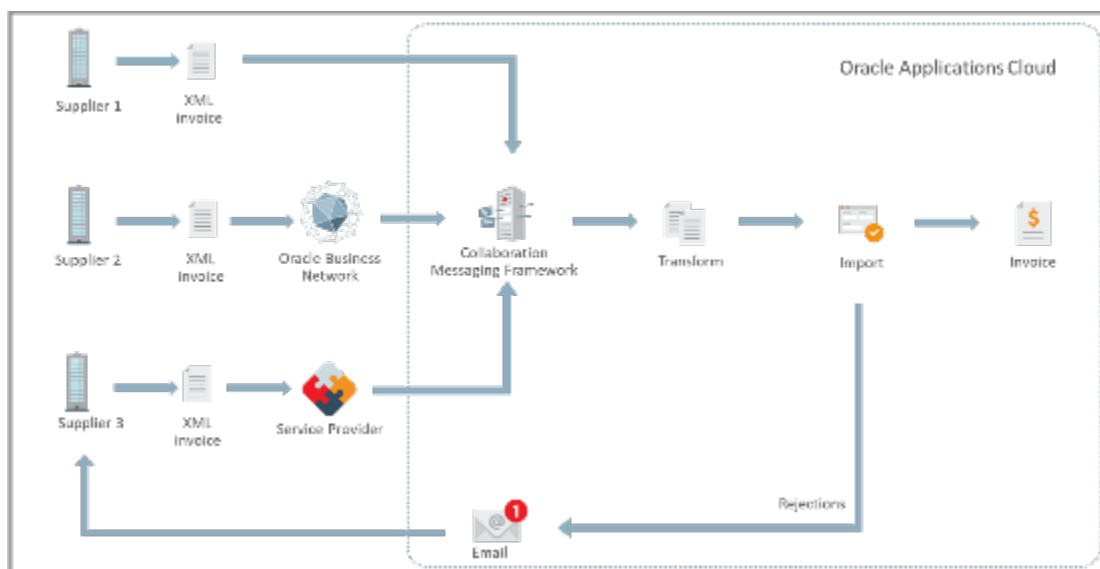 Oracle Applications Cloud
Supplier 1
XML
invoice
Supplier 2
XML
invoice
Oracle Business
Network
Collaboration
Messaging Framework
Transform
Import
$
Invoice
Supplier 3
XML
invoice
Service Provider
Rejections
@
1
Email